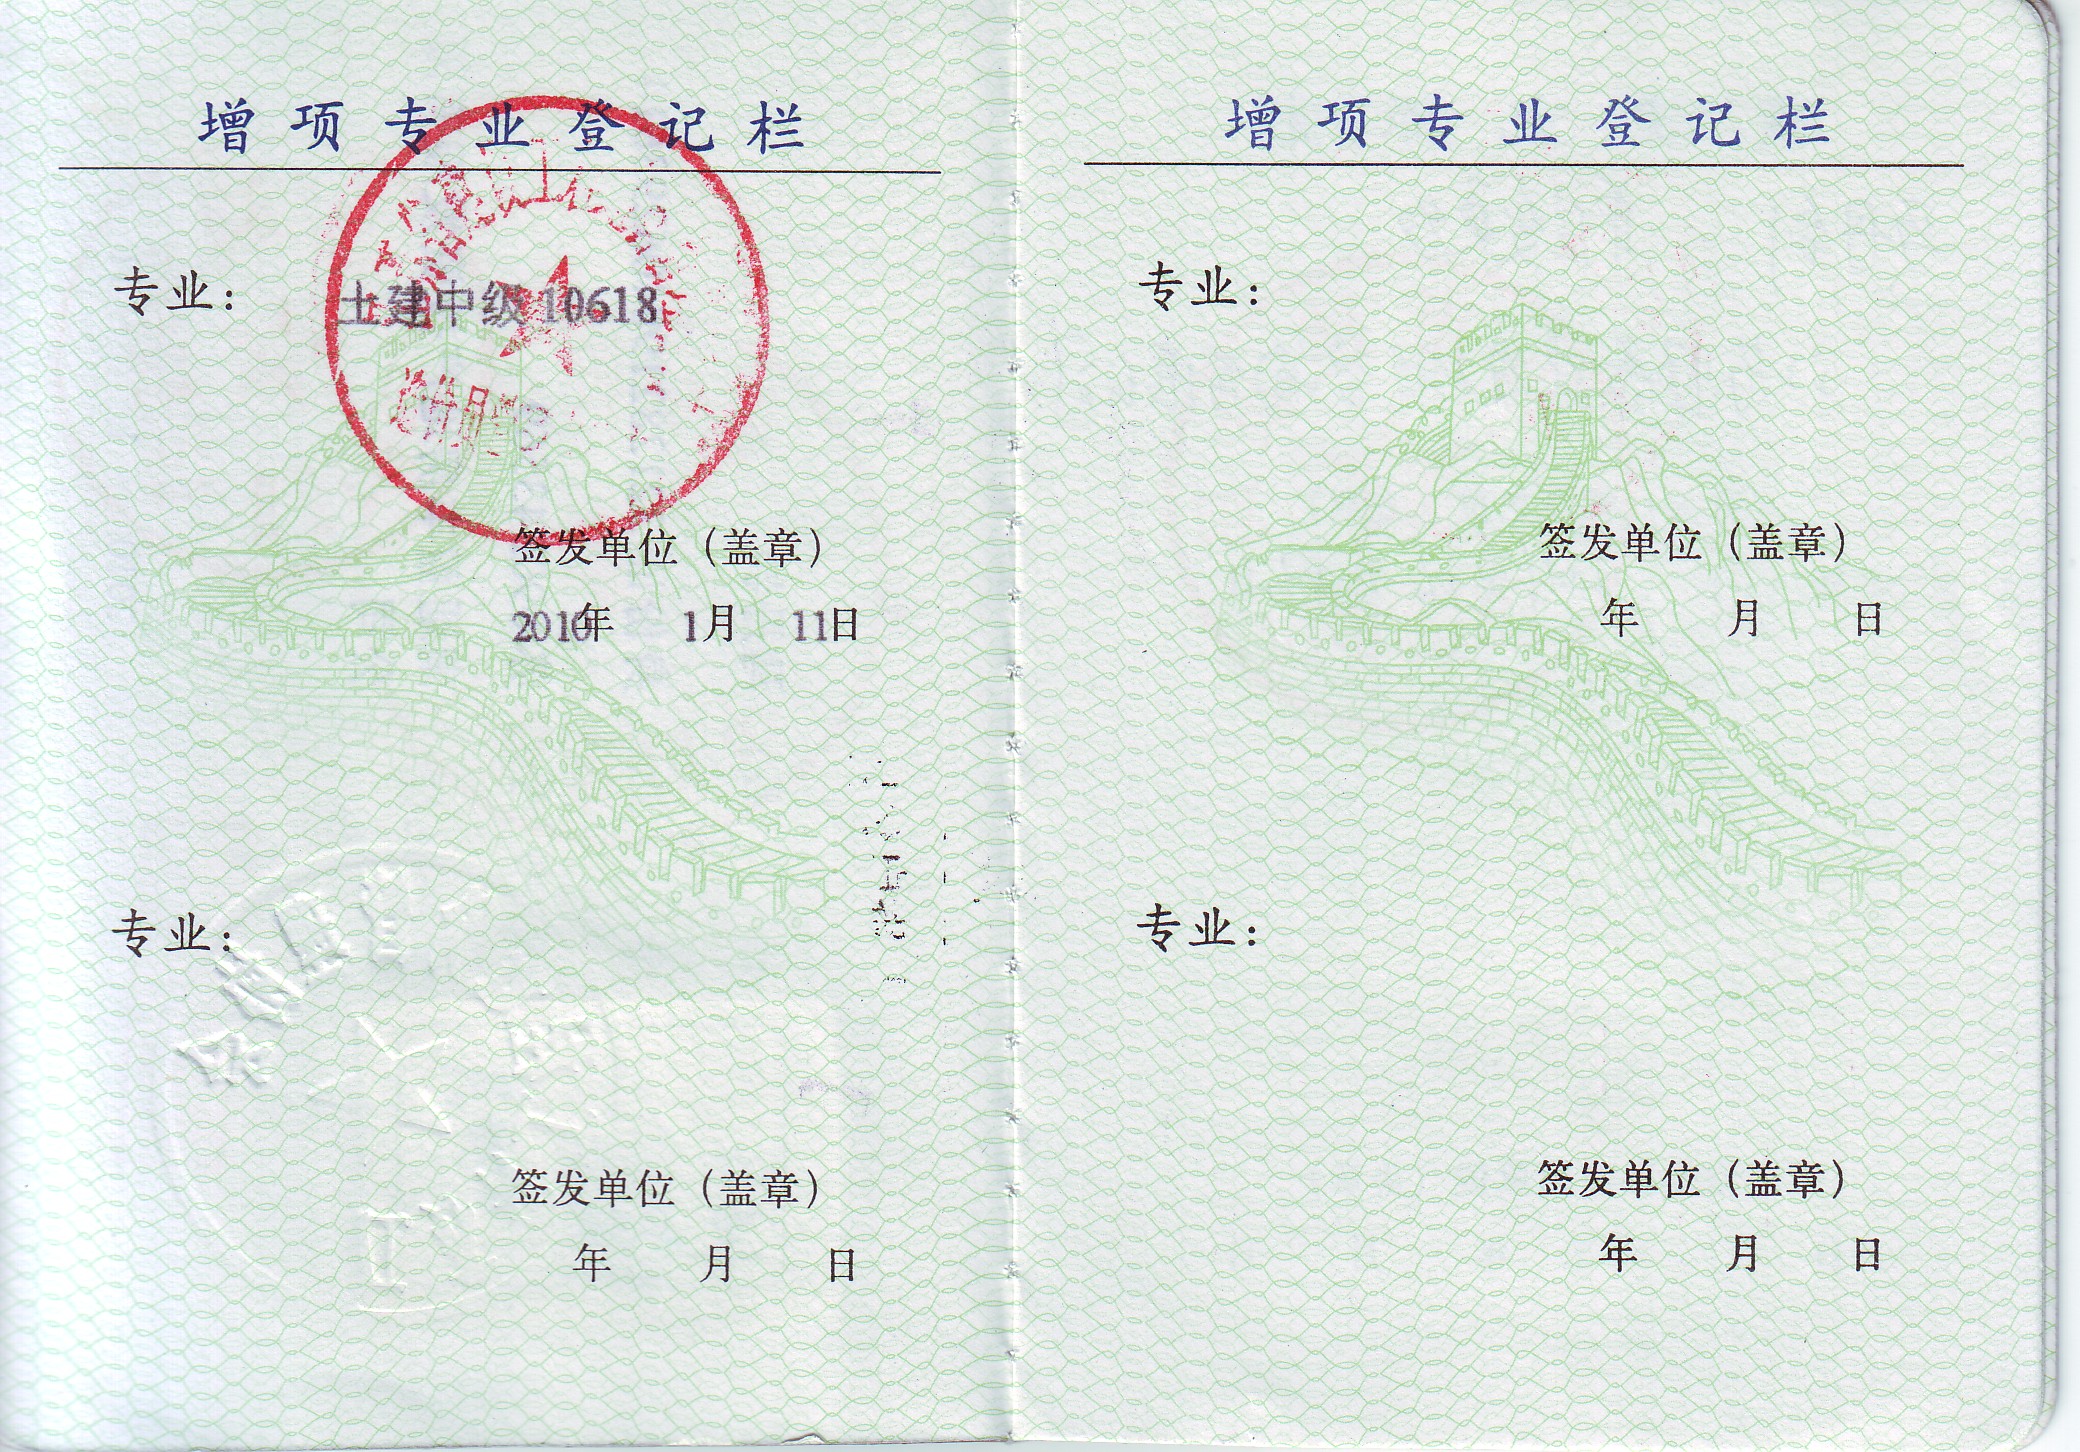 增项专业登记栏
专业：土建中级 10618
签发单位（盖章）
2010年 1月 11日
专业：
签发单位（盖章）
年 月 日
增项专业登记栏
专业：
签发单位（盖章）
年 月 日
专业：
签发单位（盖章）
年 月 日